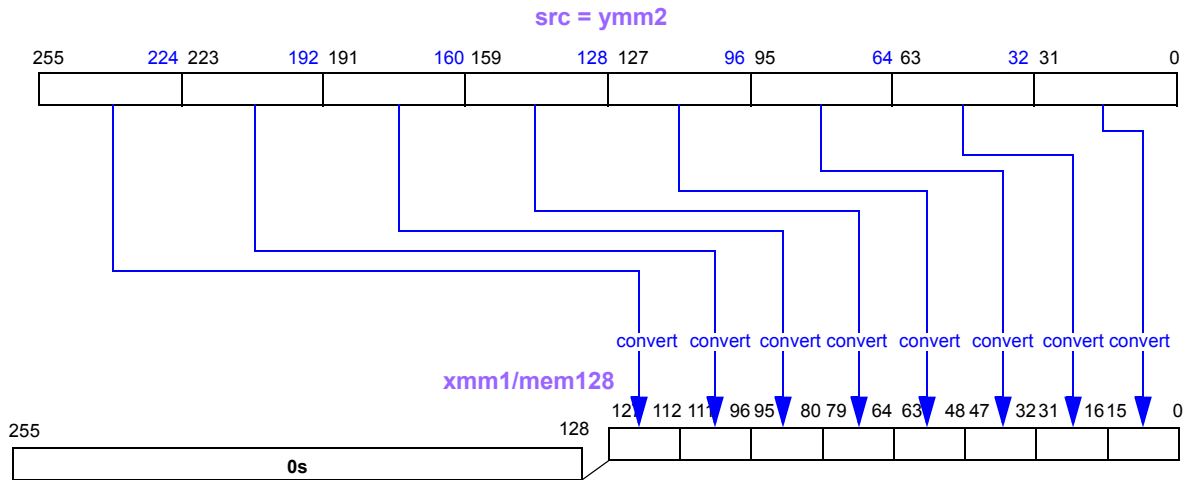 src = ymm2
255 224 223 192 191 160 159 128 127 96 95 64 63 32 31 0
convert convert convert convert convert convert convert convert
xmm1/mem128
127 112 111 96 95 80 79 64 63 48 47 32 31 16 15 0
255 128
0s